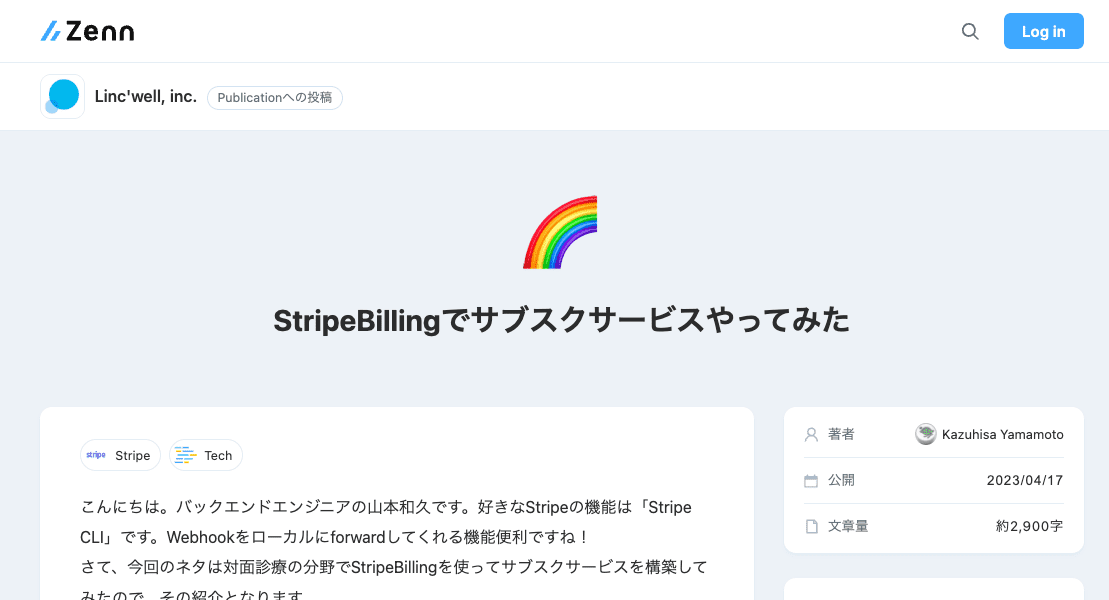 Zenn
Log in
Linc'well, inc.
Publicationへの投稿
StripeBillingでサブスクサービスやってみた
stripe Stripe
Tech
こんにちは。バックエンドエンジニアの山本和久です。好きなStripeの機能は「Stripe
CLI」です。Webhookをローカルにforwardしてくれる機能便利ですね！
さて、今回のネタは対面診療の分野でStripeBillingを使ってサブスクサービスを構築して
みたので、その紹介となります。
著者 Kazuhisa Yamamoto
公開 2023/04/17
文章量 約2,900字